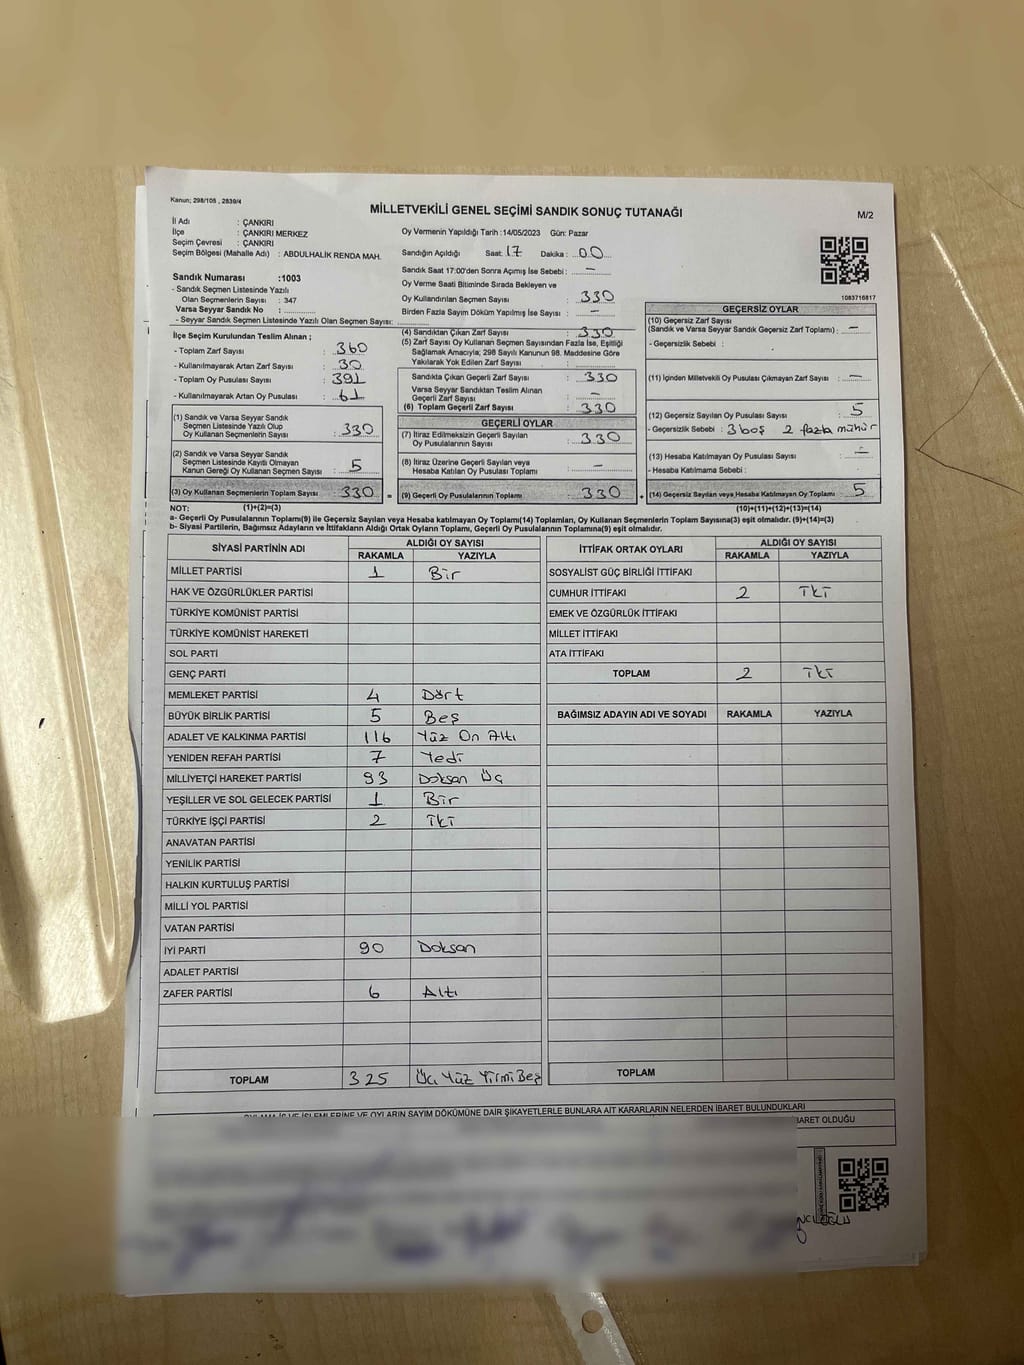 Kanun; 298/105 , 2839/4
MİLLETVEKİLİ GENEL SEÇİMİ SANDIK SONUÇ TUTANAĞI
M/2
İl Adı : ÇANKIRI
İlçe : ÇANKIRI MERKEZ
Seçim Çevresi : ÇANKIRI
Seçim Bölgesi (Mahalle Adı) : ABDULHALİK RENDA MAH.
Oy Vermenin Yapıldığı Tarih :14/05/2023 Gün: Pazar
Sandığın Açıldığı Saat: 17 Dakika : 00
Sandık Saat 17:00'den Sonra Açımış İse Sebebi : –
Oy Verme Saati Bitiminde Sırada Bekleyen ve
Oy Kullandırılan Seçmen Sayısı : 330
Birden Fazla Sayım Döküm Yapılmış İse Sayısı : –
1083716817
Sandık Numarası :1003
- Sandık Seçmen Listesinde Yazılı
Olan Seçmenlerin Sayısı : 347
Varsa Seyyar Sandık No :
- Seyyar Sandık Seçmen Listesinde Yazılı Olan Seçmen Sayısı:
İlçe Seçim Kurulundan Teslim Alınan ;
- Toplam Zarf Sayısı : 360
- Kullanılmayarak Artan Zarf Sayısı : 30
- Toplam Oy Pusulası Sayısı : 391
- Kullanılmayarak Artan Oy Pusulası : 61
(1) Sandık ve Varsa Seyyar Sandık
Seçmen Listesinde Yazılı Olup
Oy Kullanan Seçmenlerin Sayısı : 330
(2) Sandık ve Varsa Seyyar Sandık
Seçmen Listesinde Kayıtlı Olmayan
Kanun Gereği Oy Kullanan Seçmen Sayısı : 5
(3) Oy Kullanan Seçmenlerin Toplam Sayısı : 330
(4) Sandıktan Çıkan Zarf Sayısı : 330
(5) Zarf Sayısı Oy Kullanan Seçmen Sayısından Fazla İse, Eşitliği
Sağlamak Amacıyla; 298 Sayılı Kanunun 98. Maddesine Göre
Yakılarak Yok Edilen Zarf Sayısı :
Sandıkta Çıkan Geçerli Zarf Sayısı : 330
Varsa Seyyar Sandıktan Teslim Alınan
Geçerli Zarf Sayısı : –
(6) Toplam Geçerli Zarf Sayısı : 330
GEÇERLİ OYLAR
(7) İtiraz Edilmeksizin Geçerli Sayılan
Oy Pusulalarının Sayısı : 330
(8) İtiraz Üzerine Geçerli Sayılan veya
Hesaba Katılan Oy Pusulası Toplamı : –
= (9) Geçerli Oy Pusulalarının Toplamı : 330 +
GEÇERSİZ OYLAR
(10) Geçersiz Zarf Sayısı
(Sandık ve Varsa Seyyar Sandık Geçersiz Zarf Toplamı) : –
- Geçersizlik Sebebi :
(11) İçinden Milletvekili Oy Pusulası Çıkmayan Zarf Sayısı : –
(12) Geçersiz Sayılan Oy Pusulası Sayısı : 5
- Geçersizlik Sebebi : 3 boş 2 fazla mühür
(13) Hesaba Katılmayan Oy Pusulası Sayısı : –
- Hesaba Katılmama Sebebi :
(14) Geçersiz Sayılan veya Hesaba Katılmayan Oy Toplamı : 5
NOT: (1)+(2)=(3) (10)+(11)+(12)+(13)=(14)
a- Geçerli Oy Pusulalarının Toplamı(9) ile Geçersiz Sayılan veya Hesaba katılmayan Oy Toplamı(14) Toplamları, Oy Kullanan Seçmenlerin Toplam Sayısına(3) eşit olmalıdır. (9)+(14)=(3)
b- Siyasi Partilerin, Bağımsız Adayların ve İttifakların Aldığı Ortak Oyların Toplamı, Geçerli Oy Pusulasının Toplamına(9) eşit olmalıdır.
SİYASİ PARTİNİN ADI ALDIĞI OY SAYISI
RAKAMLA YAZIYLA
MİLLET PARTİSİ 1 Bir
HAK VE ÖZGÜRLÜKLER PARTİSİ
TÜRKİYE KOMÜNİST PARTİSİ
TÜRKİYE KOMÜNİST HAREKETİ
SOL PARTİ
GENÇ PARTİ
MEMLEKET PARTİSİ 4 Dört
BÜYÜK BİRLİK PARTİSİ 5 Beş
ADALET VE KALKINMA PARTİSİ 116 Yüz On Altı
YENİDEN REFAH PARTİSİ 7 Yedi
MİLLİYETÇİ HAREKET PARTİSİ 93 Doksan Üç
YEŞİLLER VE SOL GELECEK PARTİSİ 1 Bir
TÜRKİYE İŞÇİ PARTİSİ 2 İki
ANAVATAN PARTİSİ
YENİLİK PARTİSİ
HALKIN KURTULUŞ PARTİSİ
MİLLİ YOL PARTİSİ
VATAN PARTİSİ
İYİ PARTİ 90 Doksan
ADALET PARTİSİ
ZAFER PARTİSİ 6 Altı
TOPLAM 325 Üç Yüz Yirmi Beş
İTTİFAK ORTAK OYLARI ALDIĞI OY SAYISI
RAKAMLA YAZIYLA
SOSYALİST GÜÇ BİRLİĞİ İTTİFAKI
CUMHUR İTTİFAKI 2 İki
EMEK VE ÖZGÜRLÜK İTTİFAKI
MİLLET İTTİFAKI
ATA İTTİFAKI
TOPLAM 2 İki
BAĞIMSIZ ADAYIN ADI VE SOYADI RAKAMLA YAZIYLA
TOPLAM
OYLAMA İŞ VE İŞLEMLERİNE VE OYLARIN SAYIM DÖKÜMÜNE DAİR ŞİKAYETLERLE BUNLARA AİT KARARLARIN NELERDEN İBARET BULUNDUKLARI
BARET OLDUĞU